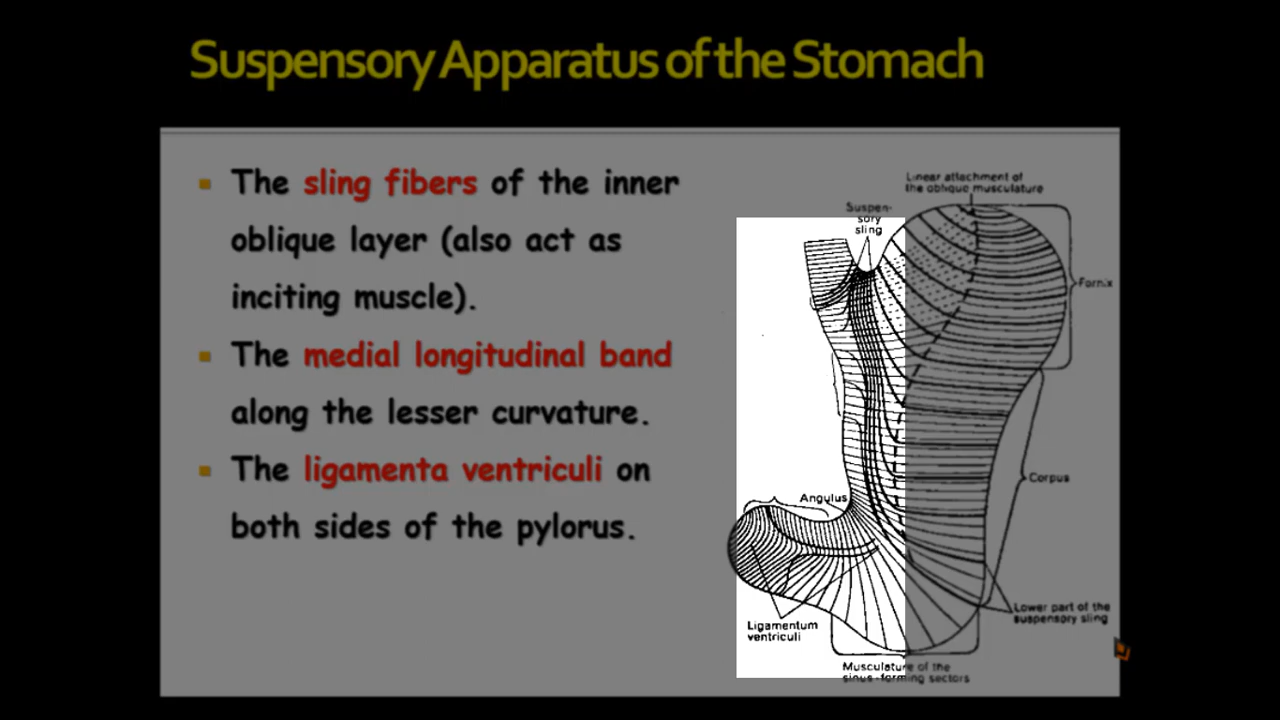 Suspensory Apparatus of the Stomach
The sling fibers of the inner
oblique layer (also act as
inciting muscle).
The medial longitudinal band
along the lesser curvature.
The ligamenta ventriculi on
both sides of the pylorus.
Linear attachment of
the oblique musculature
Suspen-
sory
sling
Fornix
Corpus
Angulus
Lower part of the
suspensory sling
Ligamentum
ventriculi
Musculature of the
sinus-forming sectors